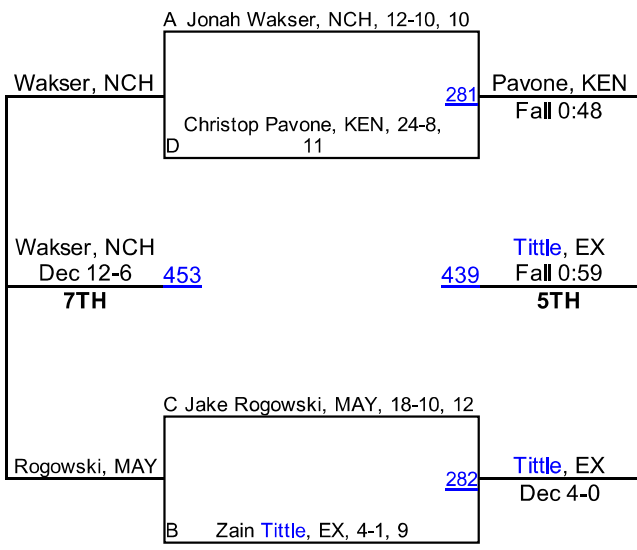 A Jonah Wakser, NCH, 12-10, 10
Wakser, NCH
281
Pavone, KEN
Fall 0:48
Christop Pavone, KEN, 24-8,
D 11
Wakser, NCH
Dec 12-6
453
7TH
439
Tittle, EX
Fall 0:59
5TH
C Jake Rogowski, MAY, 18-10, 12
Rogowski, MAY
282
Tittle, EX
Dec 4-0
B Zain Tittle, EX, 4-1, 9